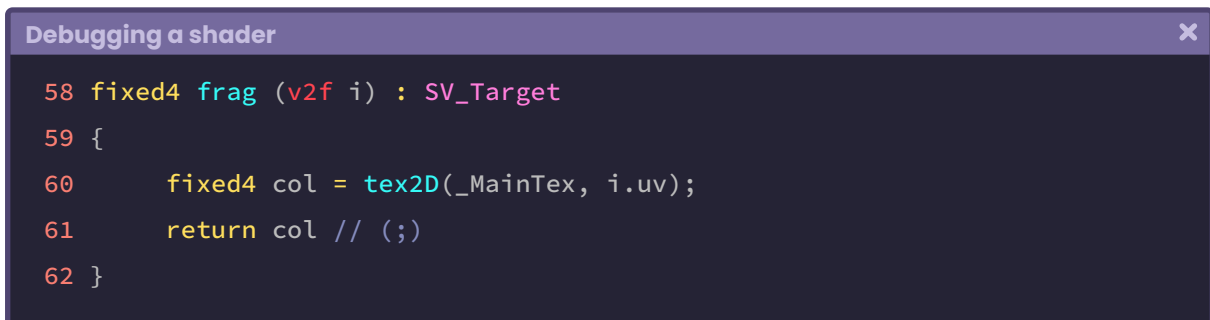 Debugging a shader
58 fixed4 frag (v2f i) : SV_Target
59 {
60 fixed4 col = tex2D(_MainTex, i.uv);
61 return col // (;)
62 }